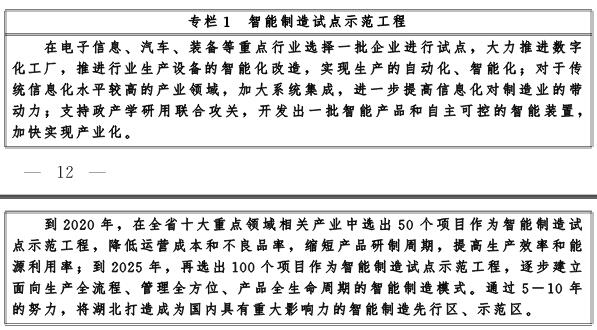 专栏 1 智能制造试点示范工程
在电子信息、汽车、装备等重点行业选择一批企业进行试点，大力推进数字
化工厂，推进行业生产设备的智能化改造，实现生产的自动化、智能化；对于传
统信息化水平较高的产业领域，加大系统集成，进一步提高信息化对制造业的带
动力；支持政产学研用联合攻关，开发出一批智能产品和自主可控的智能装置，
加快实现产业化。
— 12 —
到 2020 年，在全省十大重点领域相关产业中选出 50 个项目作为智能制造试
点示范工程，降低运营成本和不良品率，缩短产品研制周期，提高生产效率和能
源利用率；到 2025 年，再选出 100 个项目作为智能制造试点示范工程，逐步建立
面向生产全流程、管理全方位、产品全生命周期的智能制造模式。通过 5—10 年
的努力，将湖北打造成为国内具有重大影响力的智能制造先行区、示范区。